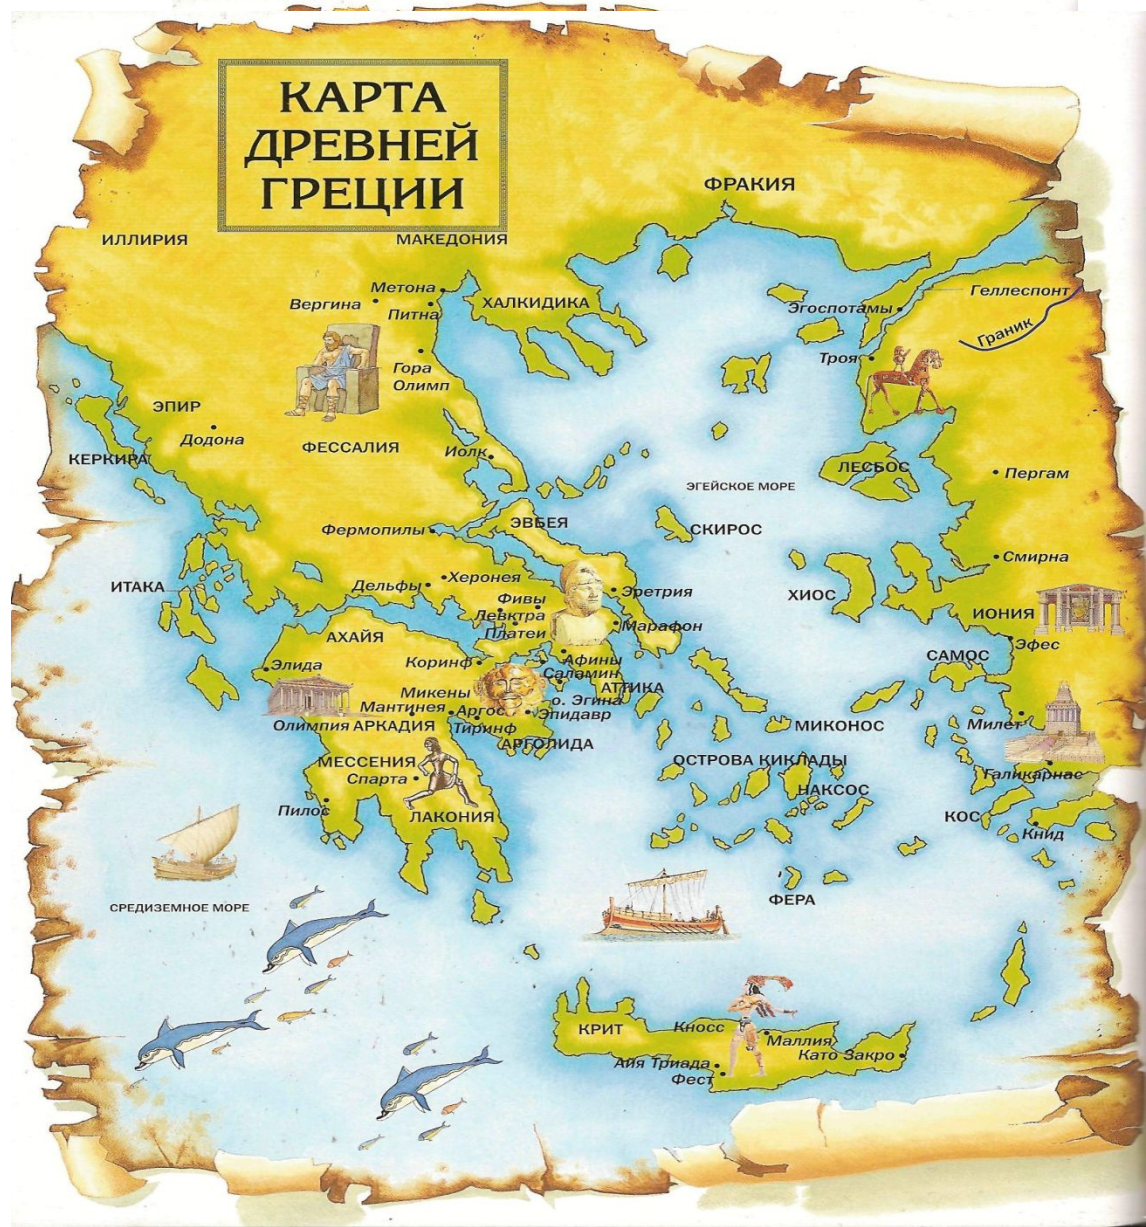 КАРТА
ДРЕВНЕЙ
ГРЕЦИИ
ФРАКИЯ
ИЛЛИРИЯ
МАКЕДОНИЯ
Метона
Вергина
Питна
ХАЛКИДИКА
Геллеспонт
Эгоспотамы
Граник
Троя
Гора
Олимп
ЭПИР
Додона
ФЕССАЛИЯ
Иолк
КЕРКИРА
ЛЕСБОС
Пергам
ЭГЕЙСКОЕ МОРЕ
Фермопилы
ЭВБЕЯ
СКИРОС
Смирна
ИТАКА
Дельфы
Херонея
Фивы
Эретрия
ХИОС
Левктра
ИОНИЯ
Платеи
Марафон
АХАЙЯ
Эфес
Элида
Коринф
Афины
САМОС
Саламин
Микены
АТТИКА
Мантинея
Аргос
о. Эгина
Эпидавр
Олимпия
АРКАДИЯ
Тиринф
МИКОНОС
Милет
АРГОЛИДА
МЕССЕНИЯ
ОСТРОВА КИКЛАДЫ
Спарта
Галикарнас
НАКСОС
Пилос
ЛАКОНИЯ
КОС
Книд
СРЕДИЗЕМНОЕ МОРЕ
ФЕРА
КРИТ
Кносс
Маллия
Като Закро
Айя Триада
Фест